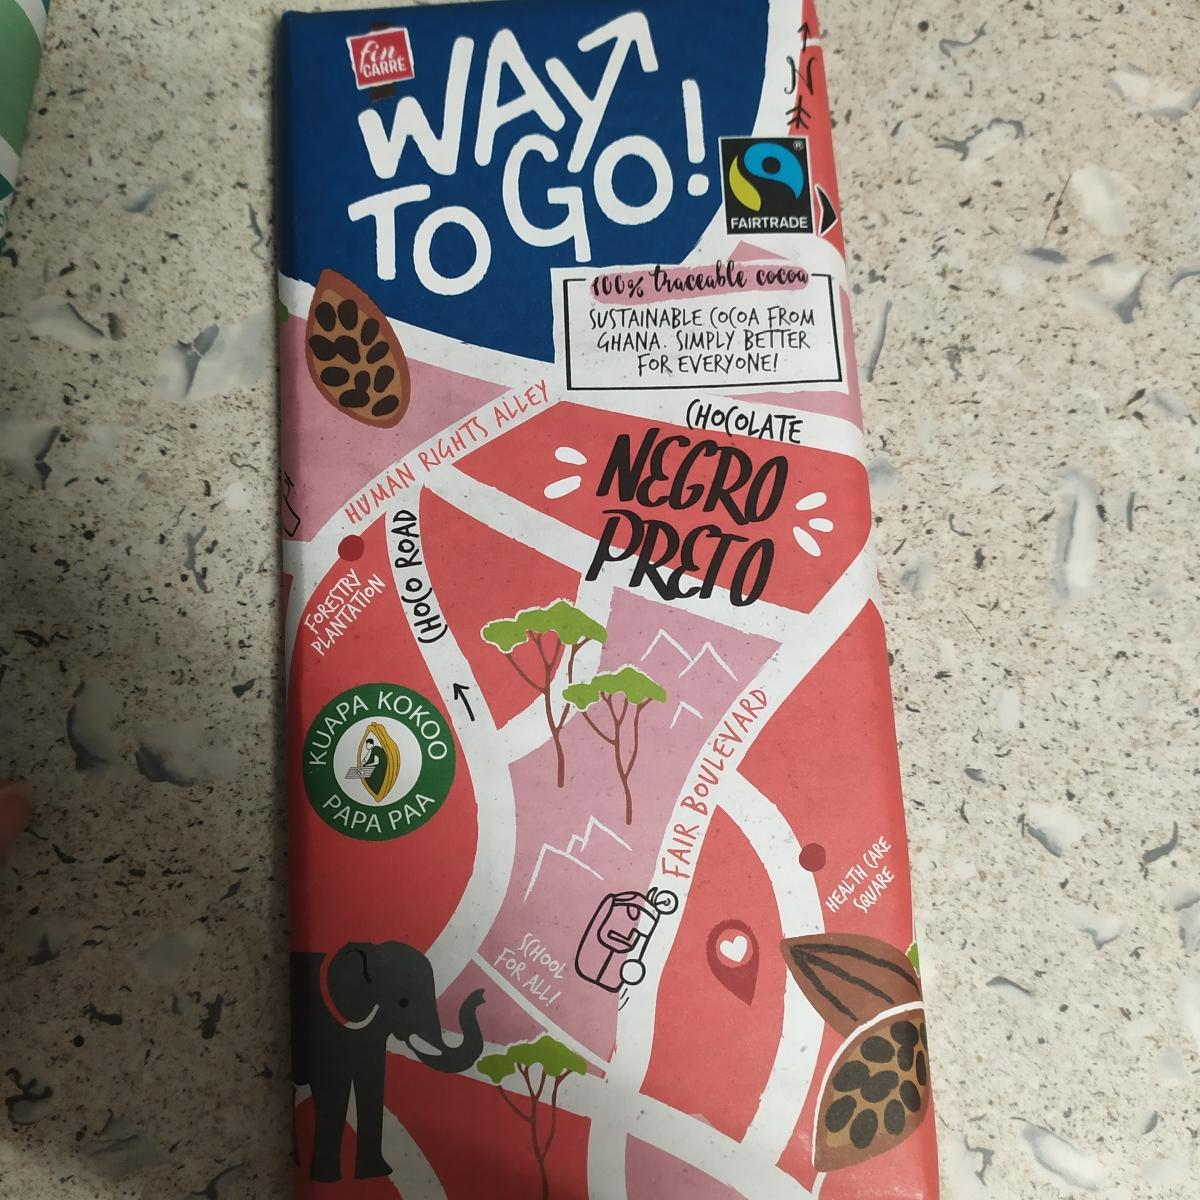 fin
CARRÉ
WAY
TO GO!
N
FAIRTRADE
®
100% traceable cocoa
SUSTAINABLE COCOA FROM
GHANA. SIMPLY BETTER
FOR EVERYONE!
CHOCOLATE
NEGRO
PRETO
HUMAN RIGHTS ALLEY
CHOCO ROAD
FORESTRY
PLANTATION
KUAPA KOKOO
PAPA PAA
FAIR BOULEVARD
HEALTH CARE
SQUARE
SCHOOL
FOR ALL!